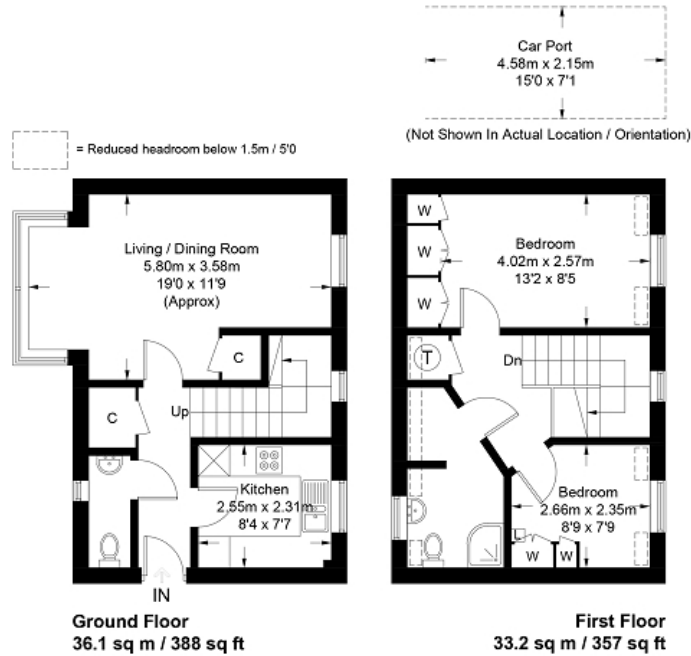 Car Port
4.58m x 2.15m
15'0 x 7'1
(Not Shown In Actual Location / Orientation)
= Reduced headroom below 1.5m / 5'0
Living / Dining Room
5.80m x 3.58m
19'0 x 11'9
(Approx)
C
C
Up
Kitchen
2.55m x 2.31m
8'4 x 7'7
IN
Ground Floor
36.1 sq m / 388 sq ft
W
W
W
Bedroom
4.02m x 2.57m
13'2 x 8'5
T
Dn
Bedroom
2.66m x 2.35m
8'9 x 7'9
L
W
W
First Floor
33.2 sq m / 357 sq ft